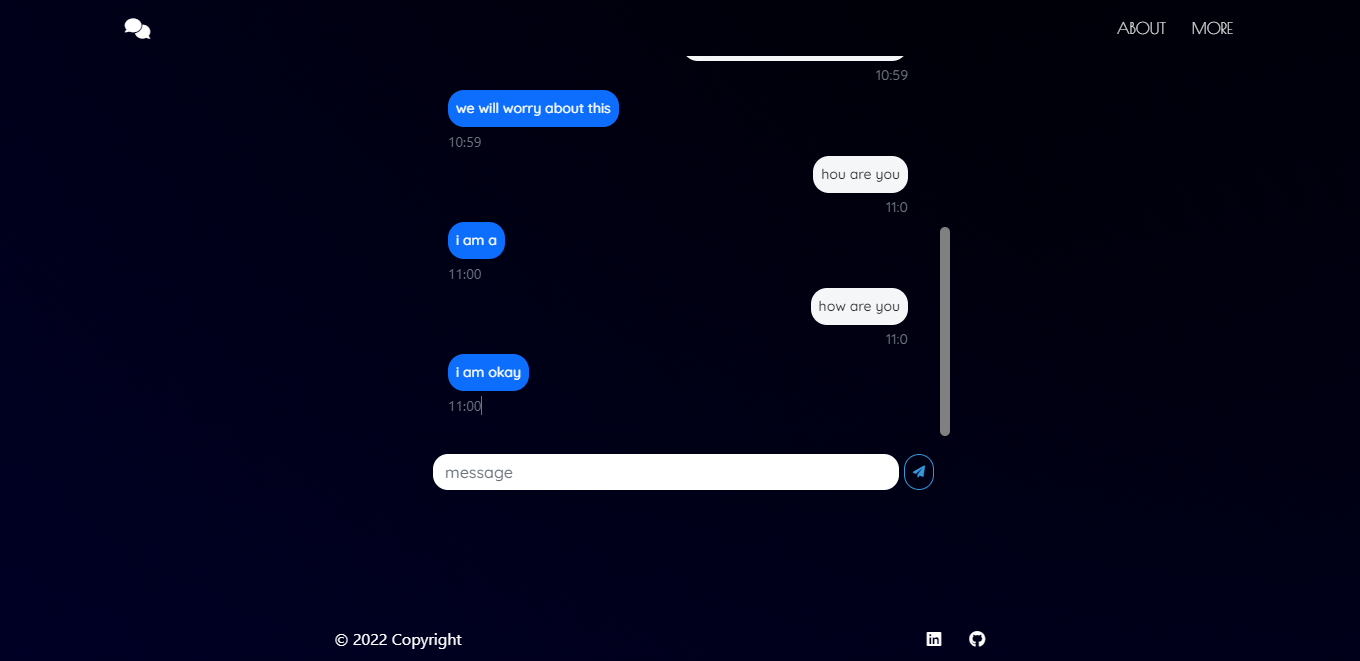 ABOUT MORE
10:59
we will worry about this
10:59
hou are you
11:0
i am a
11:00
how are you
11:0
i am okay
11:00
message
© 2022 Copyright